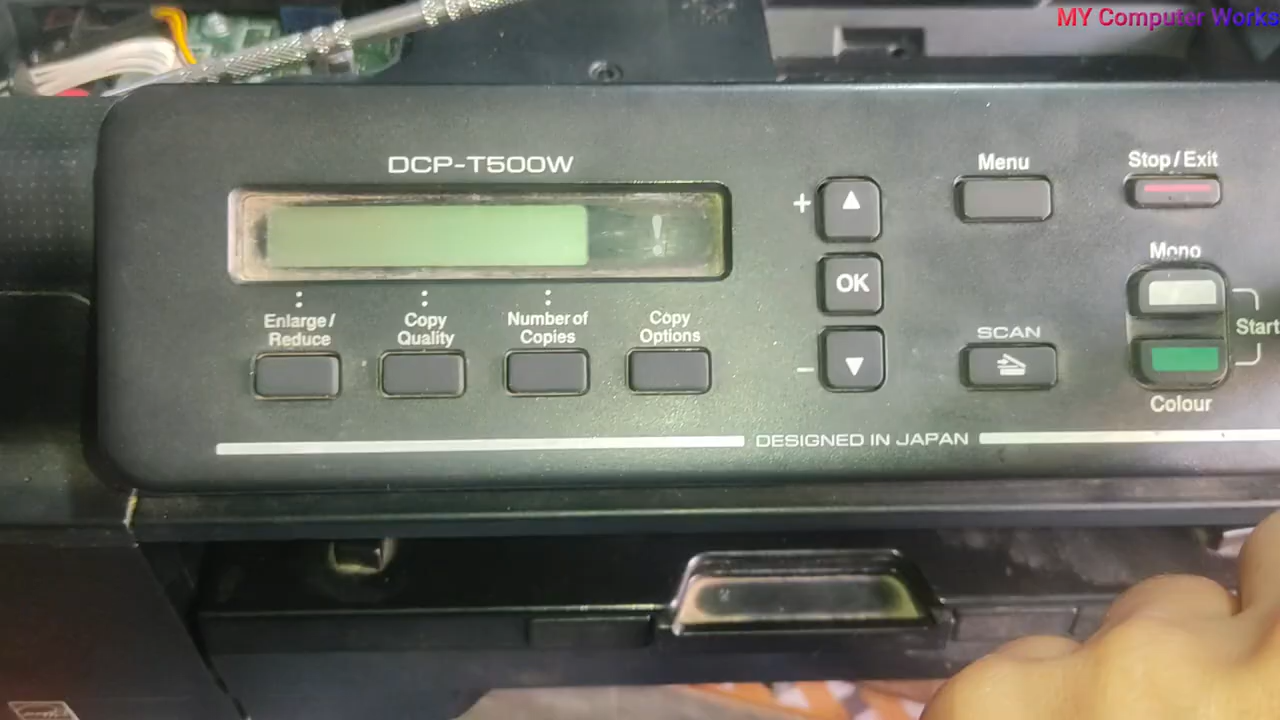 MY Computer Works
DCP-T500W
Menu
Stop/Exit
+
OK
Mono
Enlarge/
Reduce
Copy
Quality
Number of
Copies
Copy
Options
SCAN
Start
−
Colour
DESIGNED IN JAPAN